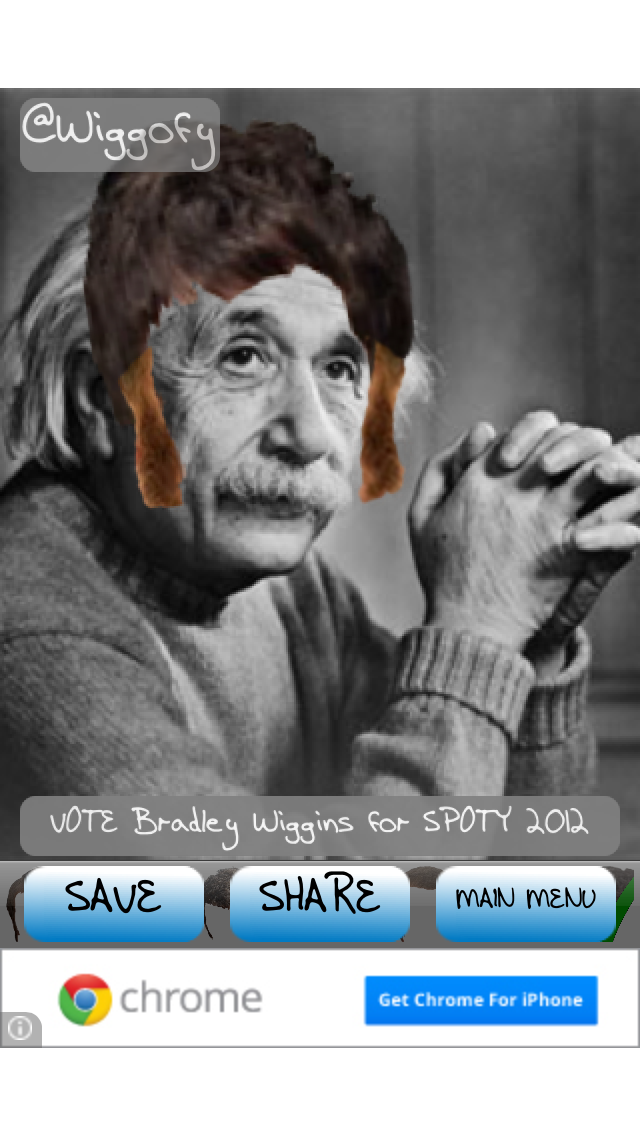 @Wiggofy
VOTE Bradley Wiggins for SPOTY 2012
SAVE
SHARE
MAIN MENU
chrome
Get Chrome For iPhone